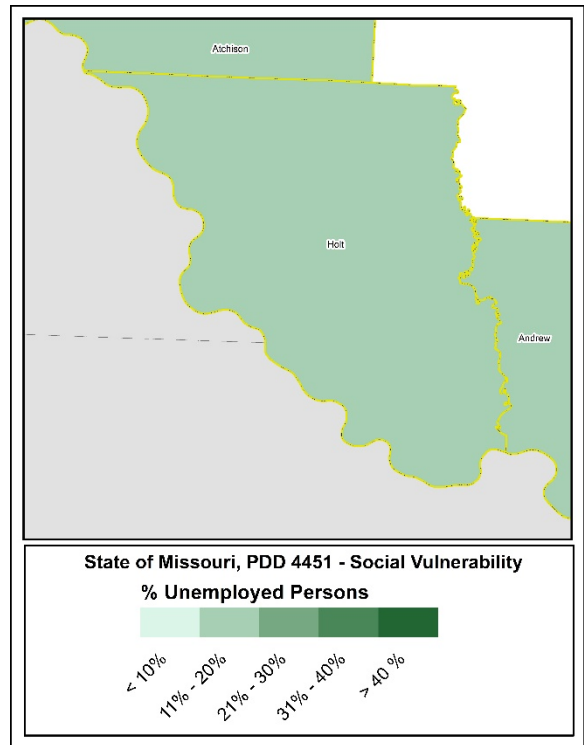 Atchison
Holt
Andrew
State of Missouri, PDD 4451 - Social Vulnerability
% Unemployed Persons
< 10%
11% - 20%
21% - 30%
31% - 40%
> 40 %